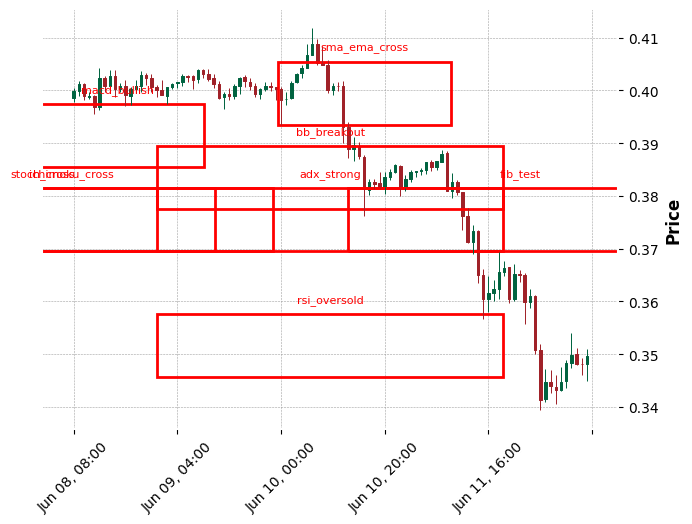 0.41
sma_ema_cross
0.40
macd_bullish
0.39
bb_breakout
stoch_cross
ichimoku_cross
adx_strong
fib_test
0.38
0.37
0.36
rsi_oversold
0.35
0.34
Price
Jun 08, 08:00
Jun 09, 04:00
Jun 10, 00:00
Jun 10, 20:00
Jun 11, 16:00